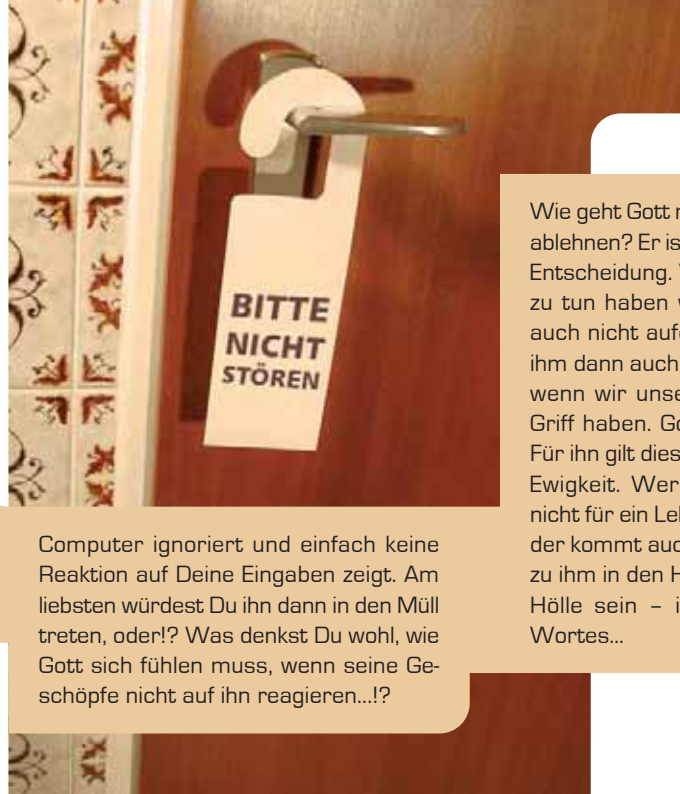 BITTE
NICHT
STÖREN
Computer ignoriert und einfach keine
Reaktion auf Deine Eingaben zeigt. Am
liebsten würdest Du ihn dann in den Müll
treten, oder!? Was denkst Du wohl, wie
Gott sich fühlen muss, wenn seine Ge-
schöpfe nicht auf ihn reagieren...!?
Wie geht Gott
ablehnen? Er
Entscheidung.
zu tun haben
auch nicht
ihm dann auch
wenn wir
Griff haben.
Für ihn gilt
Ewigkeit. Wer
nicht für ein
der kommt
zu ihm in den
Hölle sein –
Wortes...